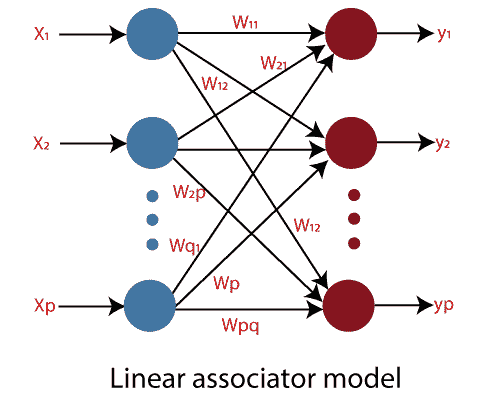 X1
W11
y1
W21
W12
X2
y2
W2p
Wq1
W12
Wp
Xp
yp
Wpq
Linear associator model